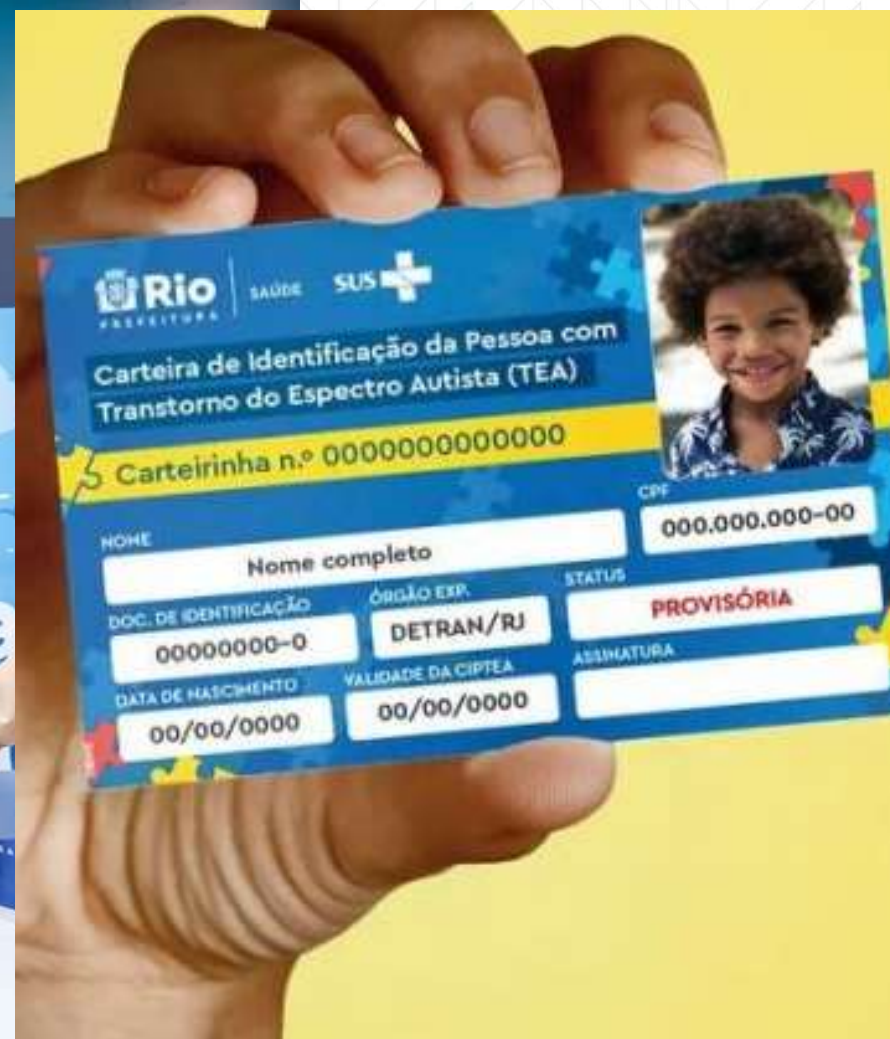 Rio
PREFEITURA
SAÚDE
SUS
Carteira de Identificação da Pessoa com
Transtorno do Espectro Autista (TEA)
Carteirinha n.º 0000000000000
NOME
Nome completo
CPF
000.000.000-00
DOC. DE IDENTIFICAÇÃO
00000000-0
ÓRGÃO EXP.
DETRAN/RJ
STATUS
PROVISÓRIA
DATA DE NASCIMENTO
00/00/0000
VALIDADE DA CIPTEA
00/00/0000
ASSINATURA